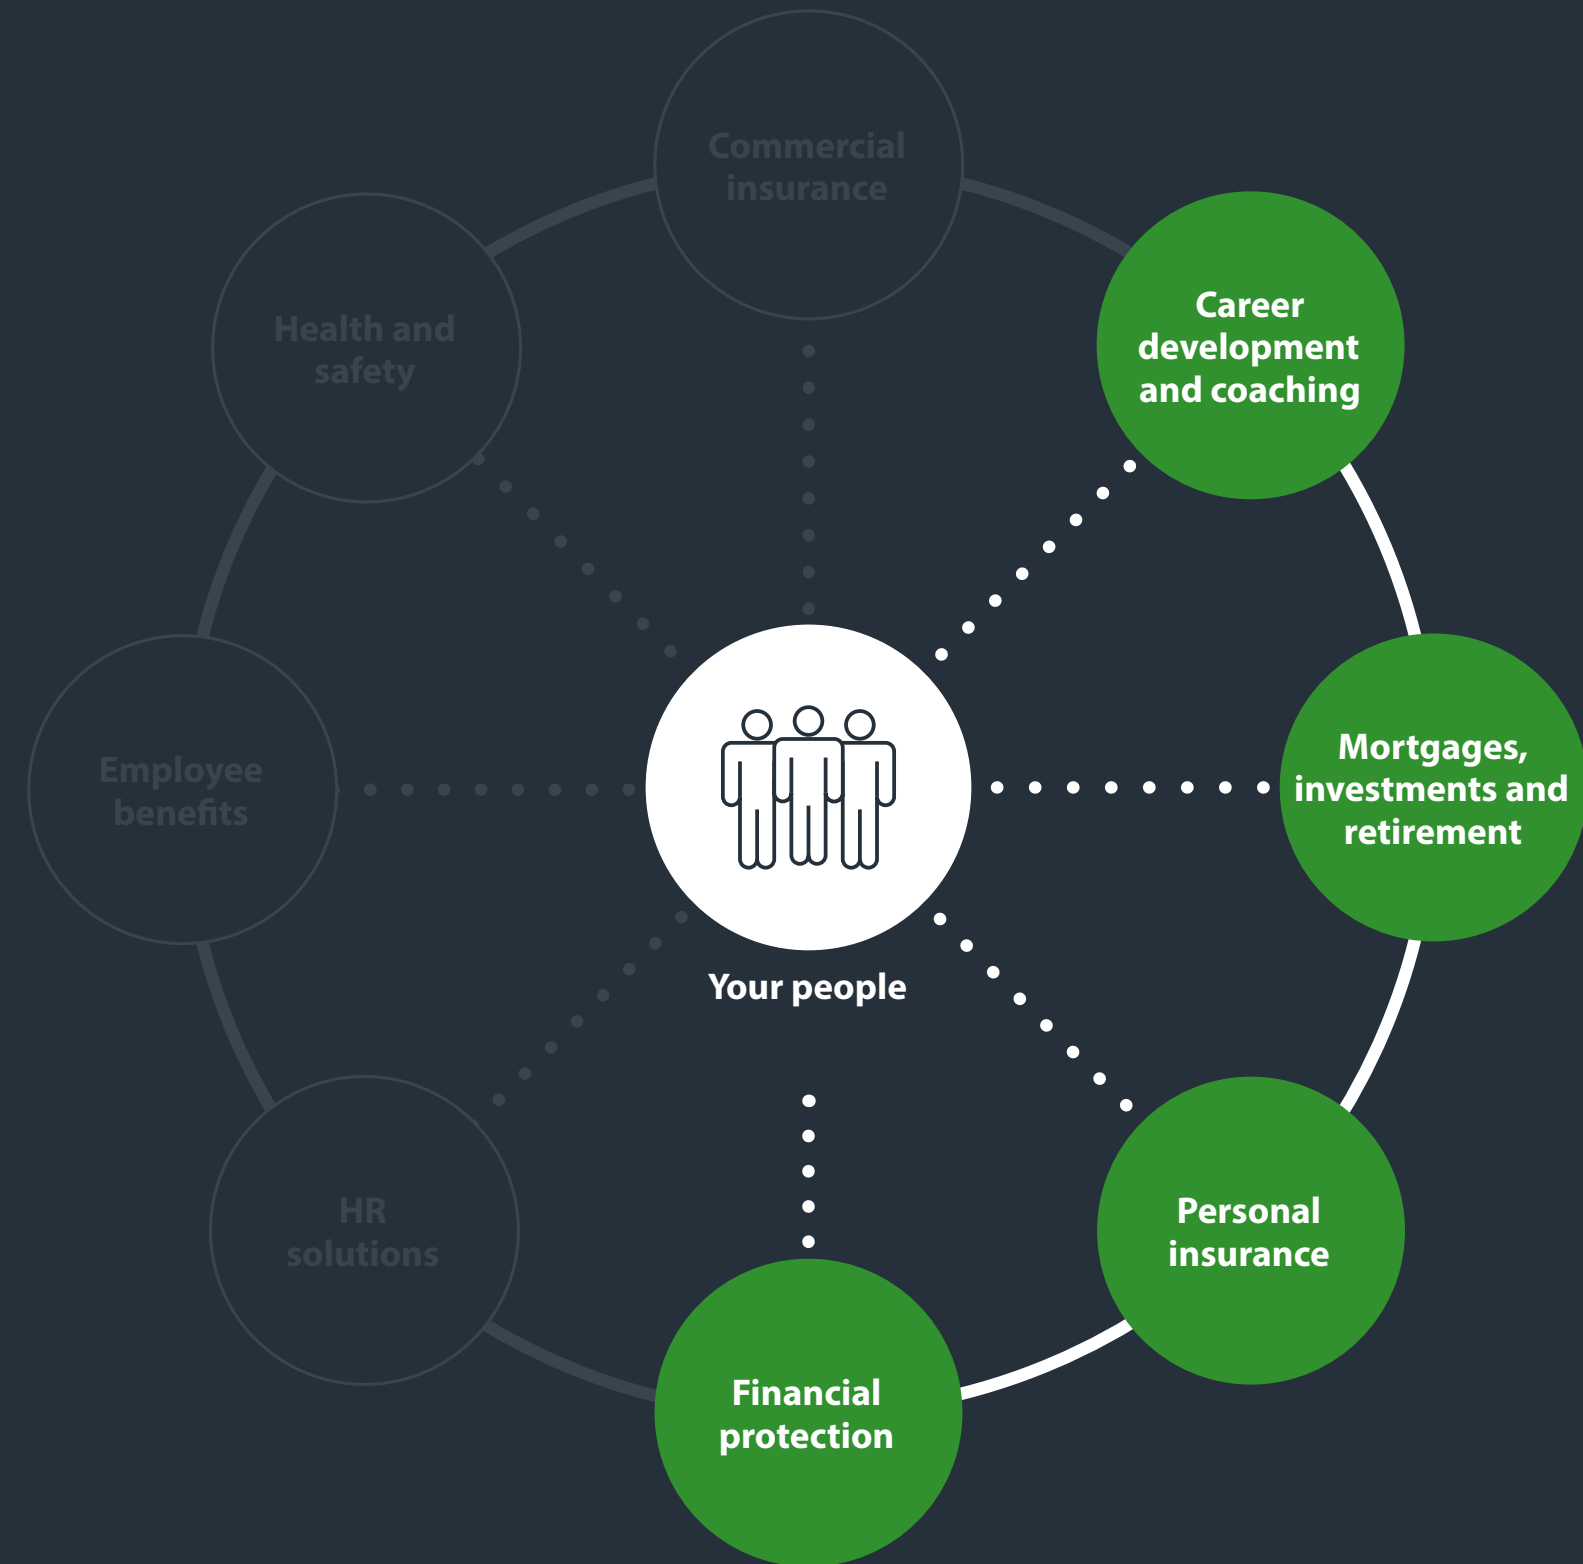 Commercial
insurance
Health and
safety
Career
development
and coaching
Employee
benefits
Mortgages,
investments and
retirement
Your people
HR
solutions
Personal
insurance
Financial
protection